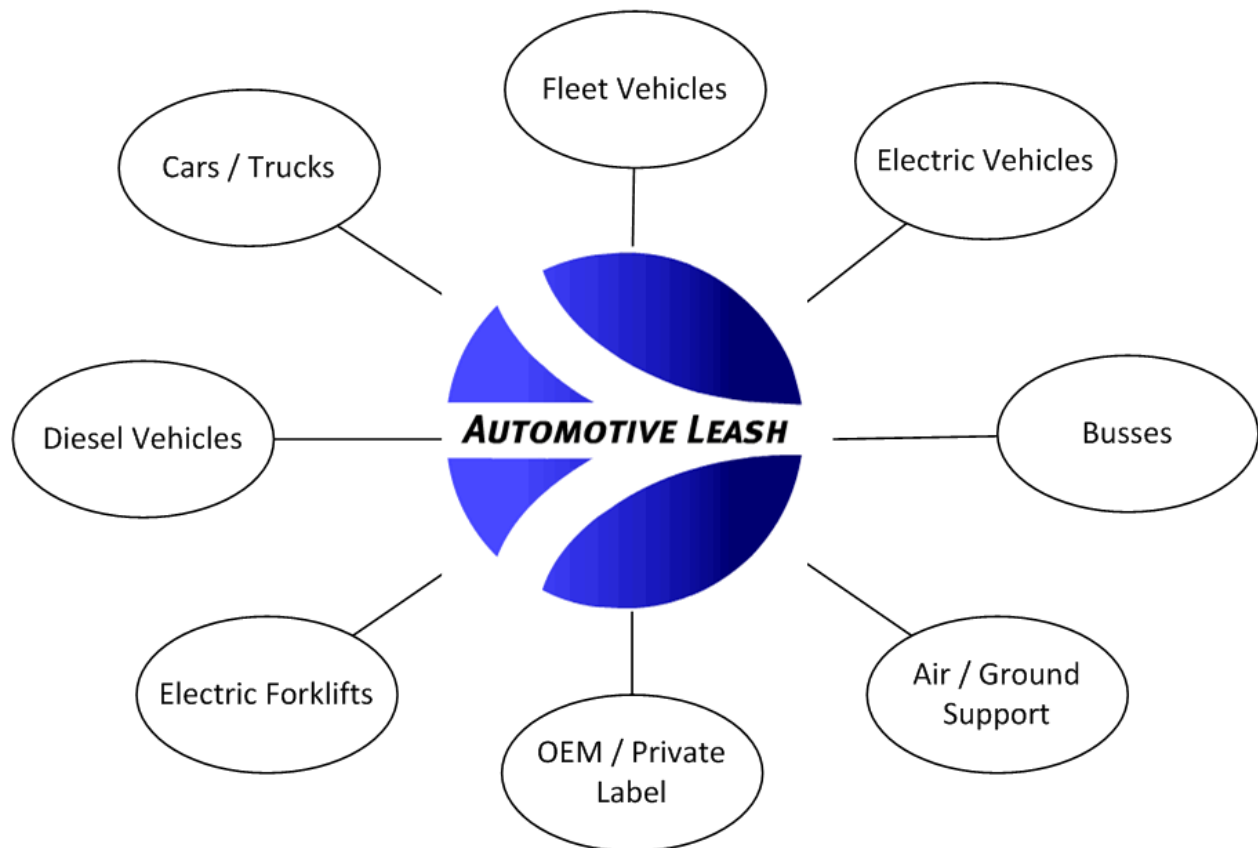 Fleet Vehicles
Cars / Trucks
Electric Vehicles
Diesel Vehicles
AUTOMOTIVE LEASH
Busses
Electric Forklifts
Air / Ground
Support
OEM / Private
Label